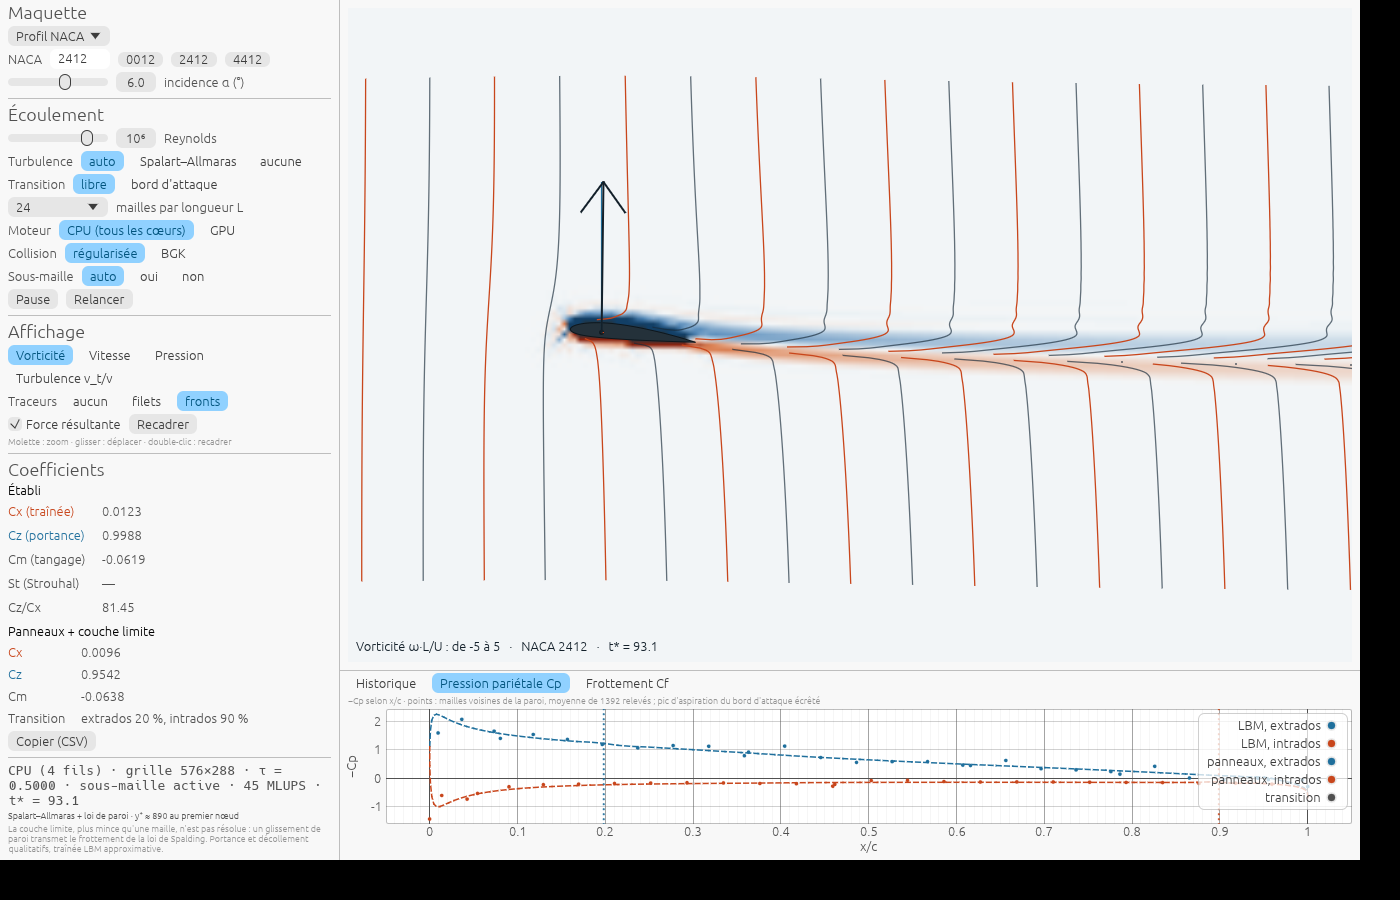 Maquette
Profil NACA
NACA 2412 0012 2412 4412
6.0 incidence α (°)
Écoulement
10⁶ Reynolds
Turbulence auto Spalart–Allmaras aucune
Transition libre bord d'attaque
24 mailles par longueur L
Moteur CPU (tous les cœurs) GPU
Collision régularisée BGK
Sous-maille auto oui non
Pause Relancer
Affichage
Vorticité Vitesse Pression
Turbulence ν_t/ν
Traceurs aucun filets fronts
Force résultante Recadrer
Molette : zoom · glisser : déplacer · double-clic : recadrer
Coefficients
Établi
Cx (traînée) 0.0123
Cz (portance) 0.9988
Cm (tangage) -0.0619
St (Strouhal) —
Cz/Cx 81.45
Panneaux + couche limite
Cx 0.0096
Cz 0.9542
Cm -0.0638
Transition extrados 20 %, intrados 90 %
Copier (CSV)
CPU (4 fils) · grille 576×288 · τ =
0.5000 · sous-maille active · 45 MLUPS ·
t* = 93.1
Spalart–Allmaras + loi de paroi · y⁺ ≈ 890 au premier nœud
La couche limite, plus mince qu'une maille, n'est pas résolue : un glissement de
paroi transmet le frottement de la loi de Spalding. Portance et décollement
qualitatifs, traînée LBM approximative.
Vorticité ω·L/U : de -5 à 5 · NACA 2412 · t* = 93.1
Historique Pression pariétale Cp Frottement Cf
−Cp selon x/c · points : mailles voisines de la paroi, moyenne de 1392 relevés ; pic d'aspiration du bord d'attaque écrêté
−Cp
2
1
0
-1
LBM, extrados
LBM, intrados
panneaux, extrados
panneaux, intrados
transition
0 0.1 0.2 0.3 0.4 0.5 0.6 0.7 0.8 0.9 1
x/c